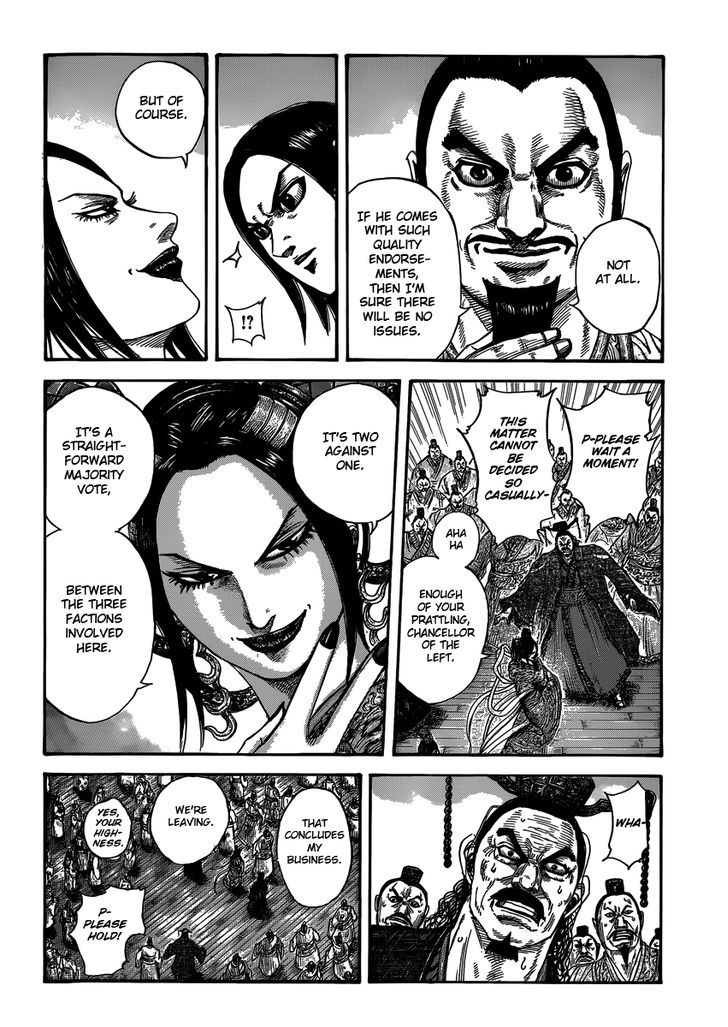 NOT
AT ALL.
IF HE COMES
WITH SUCH
QUALITY
ENDORSE-
MENTS,
THEN I'M
SURE THERE
WILL BE NO
ISSUES.
!?
BUT OF
COURSE.
P-PLEASE
WAIT A
MOMENT!
THIS
MATTER
CANNOT
BE
DECIDED
SO
CASUALLY-
AHA
HA
ENOUGH
OF YOUR
PRATTLING,
CHANCELLOR
OF THE
LEFT.
IT'S TWO
AGAINST
ONE.
IT'S A
STRAIGHT-
FORWARD
MAJORITY
VOTE,
BETWEEN
THE THREE
FACTIONS
INVOLVED
HERE.
WHA-
THAT
CONCLUDES
MY
BUSINESS.
WE'RE
LEAVING.
YES,
YOUR
HIGH-
NESS.
P-
PLEASE
HOLD!